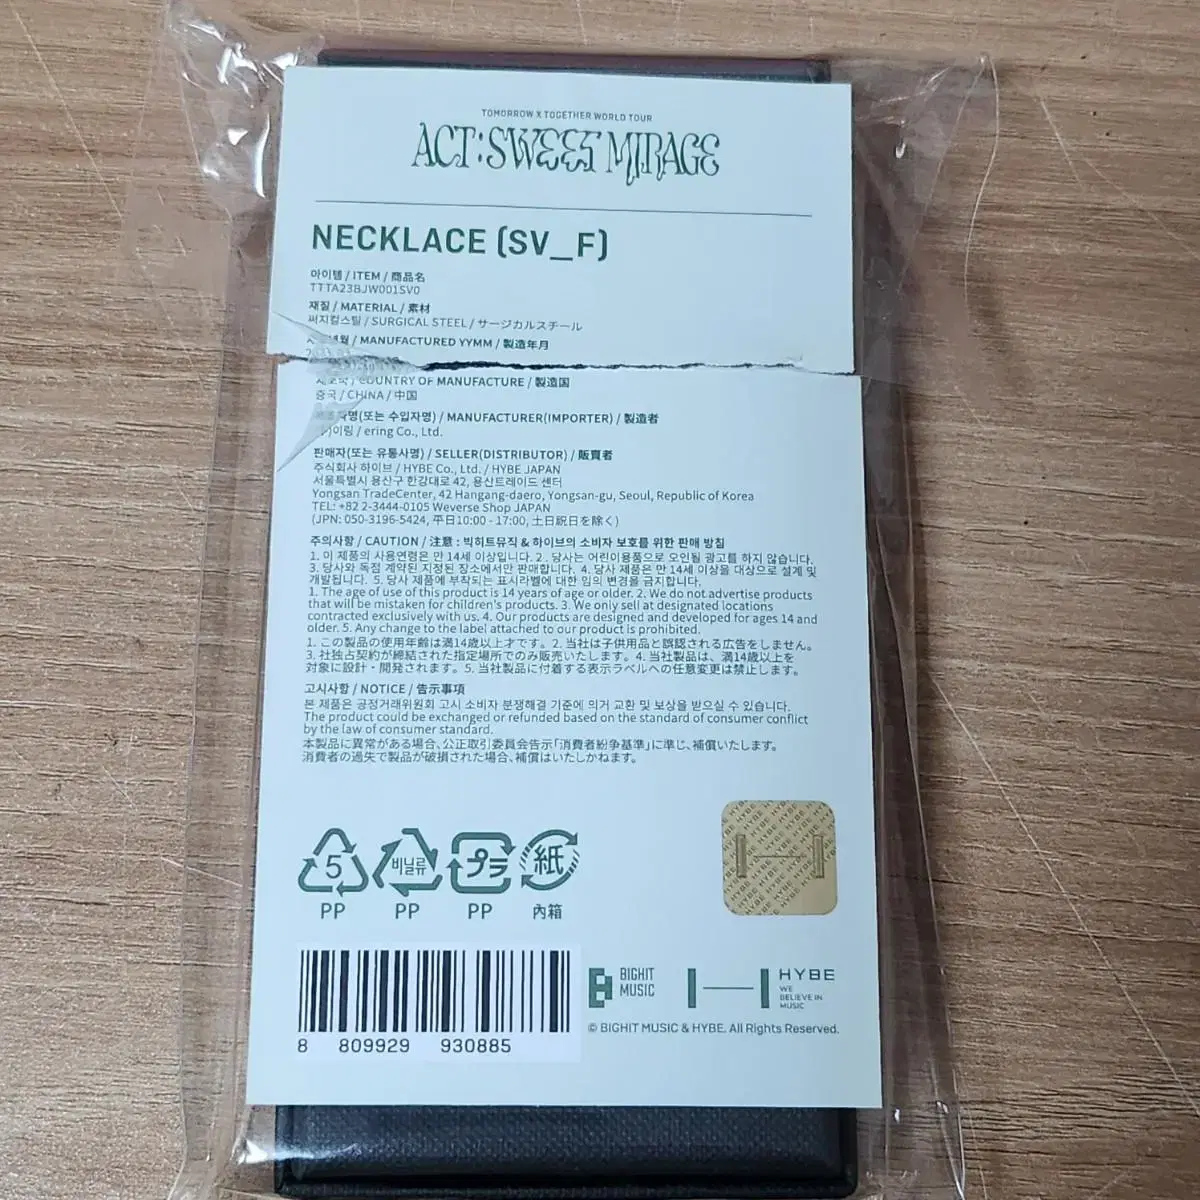 TOMORROW X TOGETHER WORLD TOUR
ACT:SWEET MIRAGE
NECKLACE (SV_F)
아이템 / ITEM / 商品名
TTTA23BJW001SV0
재질 / MATERIAL / 素材
써지컬스틸 / SURGICAL STEEL / サージカルスチール
/ MANUFACTURED YYMM / 製造年月
/ COUNTRY OF MANUFACTURE / 製造国
중국 / CHINA / 中国
(또는 수입자명) / MANUFACTURER(IMPORTER) / 製造者
/ ering Co., Ltd.
판매자(또는 유통사명) / SELLER(DISTRIBUTOR) / 販賣者
주식회사 하이브 / HYBE Co., Ltd. / HYBE JAPAN
서울특별시 용산구 한강대로 42, 용산트레이드 센터
Yongsan TradeCenter, 42 Hangang-daero, Yongsan-gu, Seoul, Republic of Korea
TEL: +82 2-3444-0105 Weverse Shop JAPAN
(JPN: 050-3196-5424, 平日10:00 - 17:00, 土日祝日を除く)
주의사항 / CAUTION / 注意 : 빅히트뮤직 & 하이브의 소비자 보호를 위한 판매 방침
1. 이 제품의 사용연령은 만 14세 이상입니다. 2. 당사는 어린이용품으로 오인될 광고를 하지 않습니다.
3. 당사와 독점 계약된 지정된 장소에서만 판매합니다. 4. 당사 제품은 만 14세 이상을 대상으로 설계 및
개발됩니다. 5. 당사 제품에 부착되는 표시라벨에 대한 임의 변경을 금지합니다.
1. The age of use of this product is 14 years of age or older. 2. We do not advertise products
that will be mistaken for children's products. 3. We only sell at designated locations
contracted exclusively with us. 4. Our products are designed and developed for ages 14 and
older. 5. Any change to the label attached to our product is prohibited.
1. この製品の使用年齢は満14歳以上才です。2. 当社は子供用品と誤認される広告をしません。
3. 社独占契約が締結された指定場所でのみ販売いたします。4. 当社製品は、満14歳以上を
対象に設計・開発されます。5. 当社製品に付着する表示ラベルへの任意変更は禁止します。
고시사항 / NOTICE / 告示事項
본 제품은 공정거래위원회 고시 소비자 분쟁해결 기준에 의거 교환 및 보상을 받으실 수 있습니다.
The product could be exchanged or refunded based on the standard of consumer conflict
by the law of consumer standard.
本製品に異常がある場合、公正取引委員会告示「消費者紛争基準」に準じ、補償いたします。
消費者の過失で製品が破損された場合、補償はいたしかねます。
5 비닐류 プラ 紙
PP PP PP 內箱
HYBE
8 809929 930885
BIGHIT
MUSIC
HYBE
WE
BELIEVE IN
MUSIC
© BIGHIT MUSIC & HYBE. All Rights Reserved.